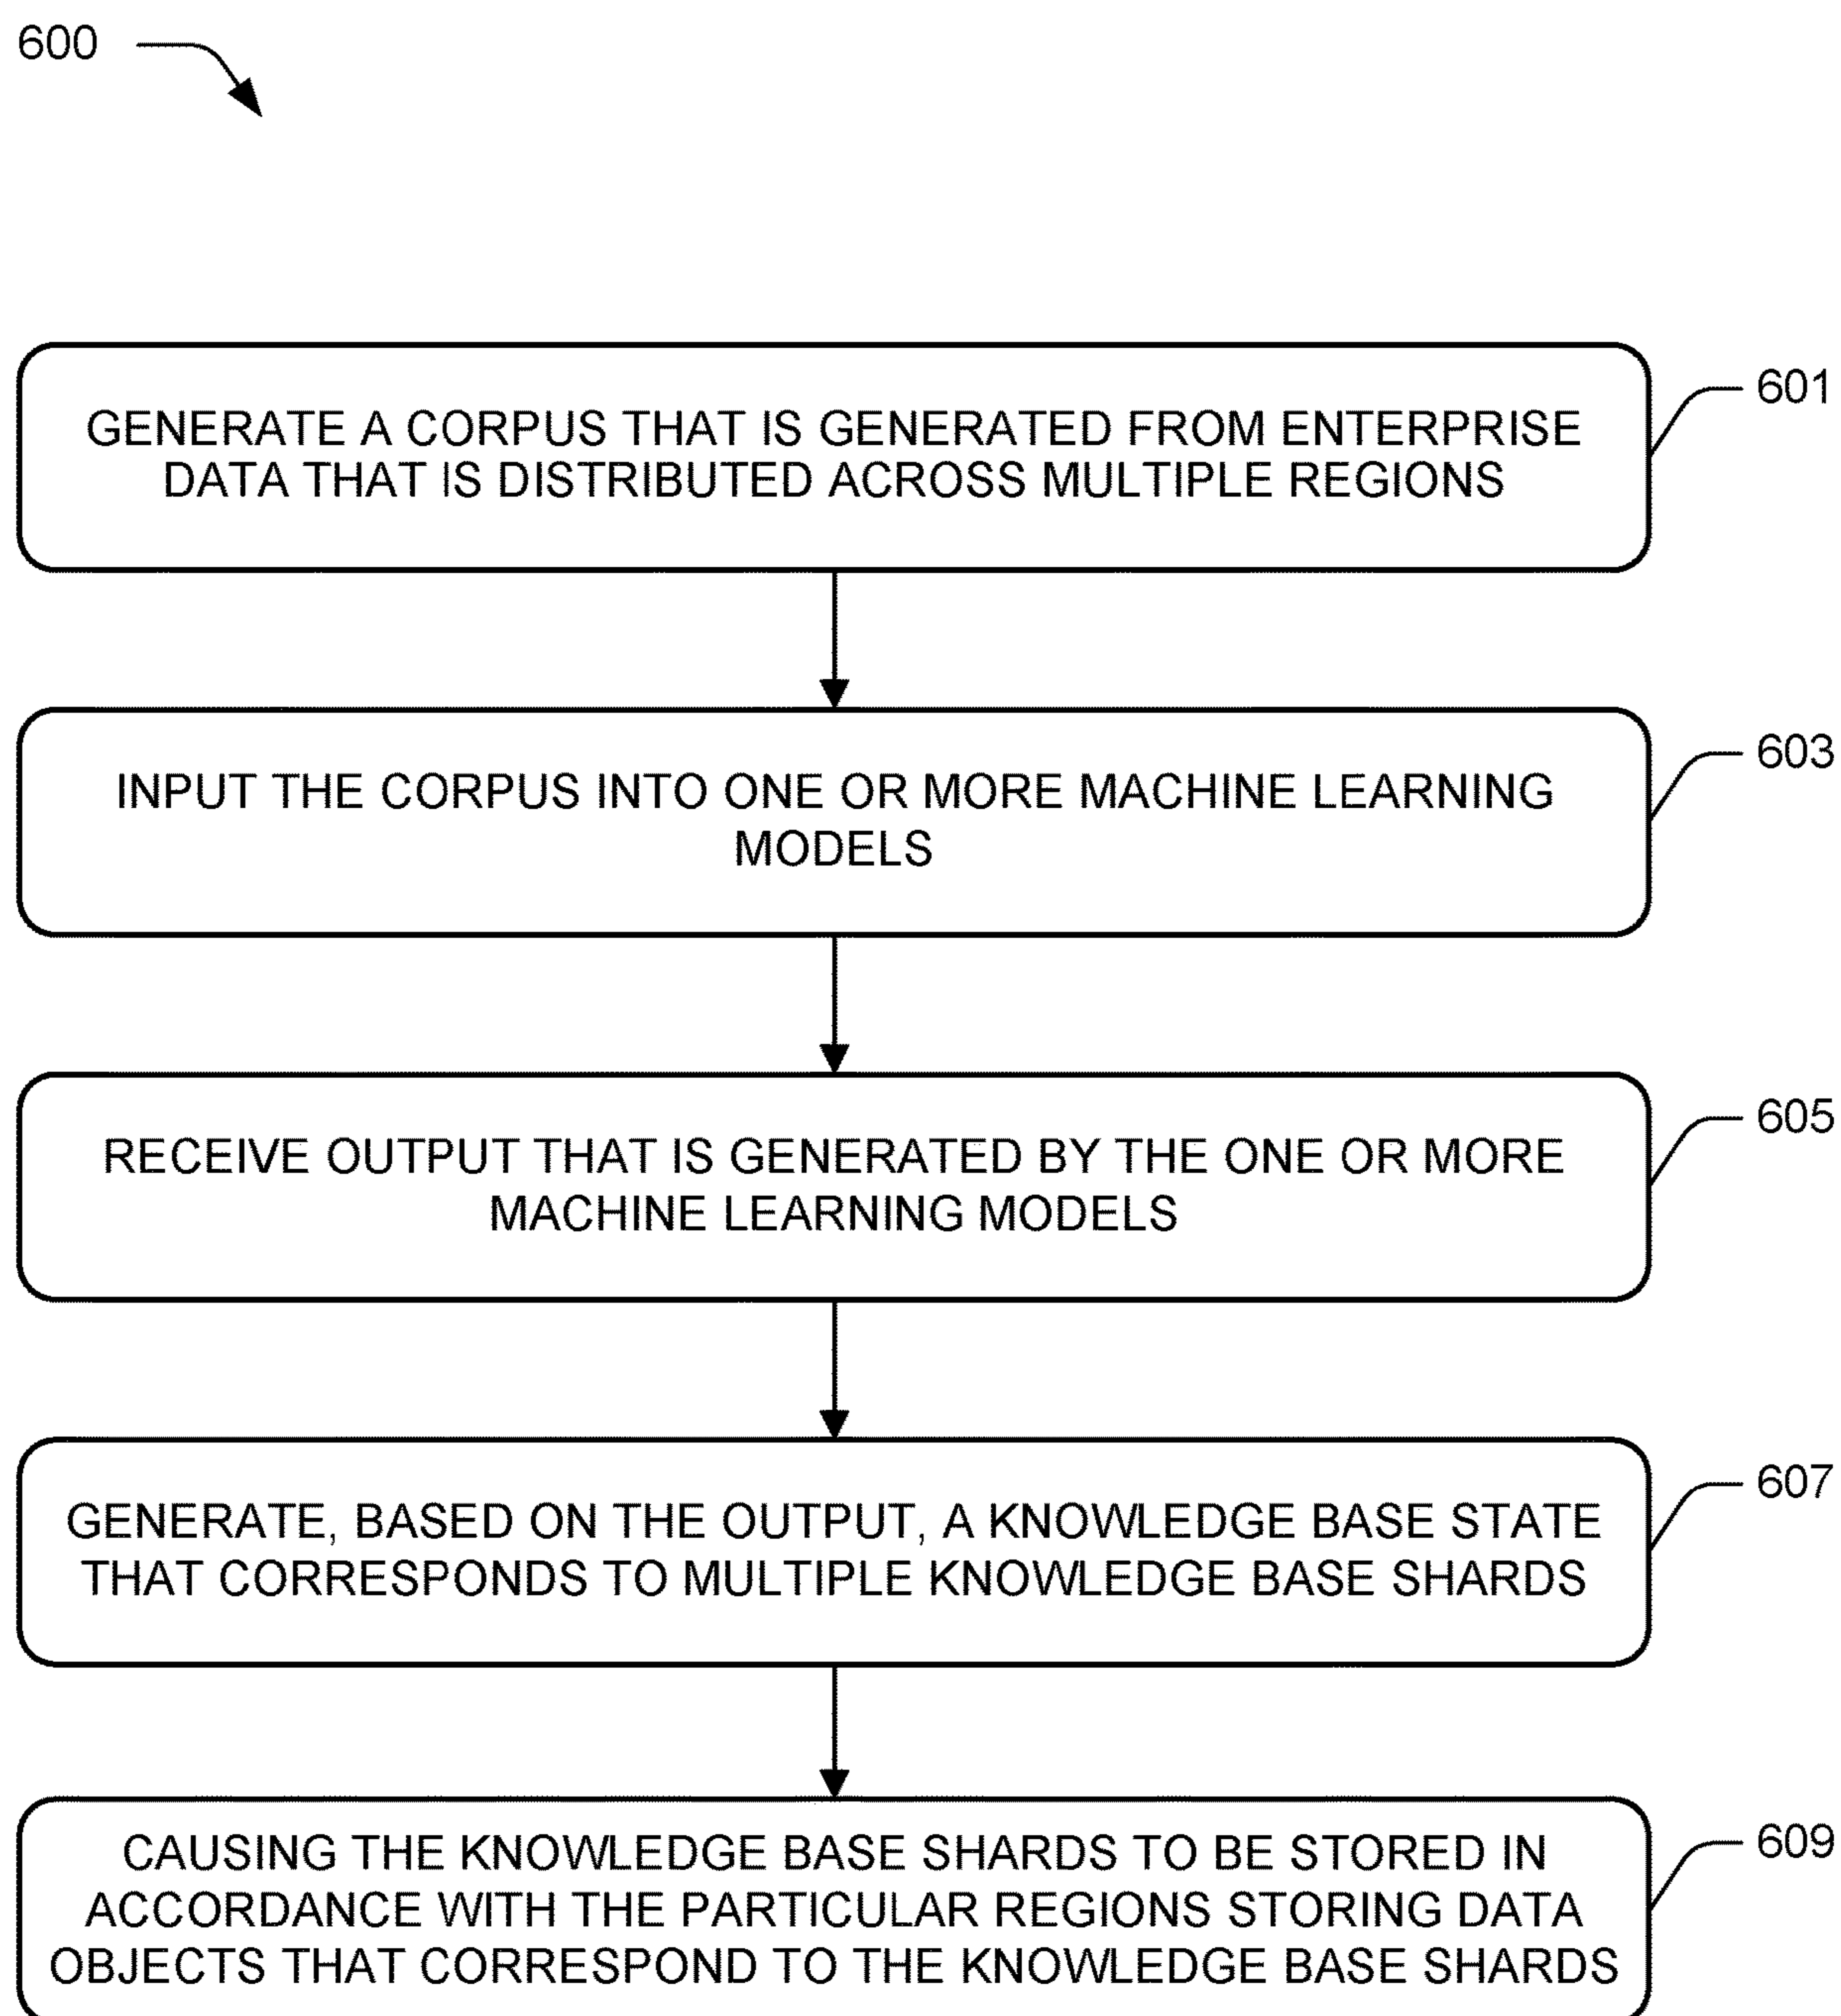 600
GENERATE A CORPUS THAT IS GENERATED FROM ENTERPRISE
DATA THAT IS DISTRIBUTED ACROSS MULTIPLE REGIONS
601
INPUT THE CORPUS INTO ONE OR MORE MACHINE LEARNING
MODELS
603
RECEIVE OUTPUT THAT IS GENERATED BY THE ONE OR MORE
MACHINE LEARNING MODELS
605
GENERATE, BASED ON THE OUTPUT, A KNOWLEDGE BASE STATE
THAT CORRESPONDS TO MULTIPLE KNOWLEDGE BASE SHARDS
607
CAUSING THE KNOWLEDGE BASE SHARDS TO BE STORED IN
ACCORDANCE WITH THE PARTICULAR REGIONS STORING DATA
OBJECTS THAT CORRESPOND TO THE KNOWLEDGE BASE SHARDS
609